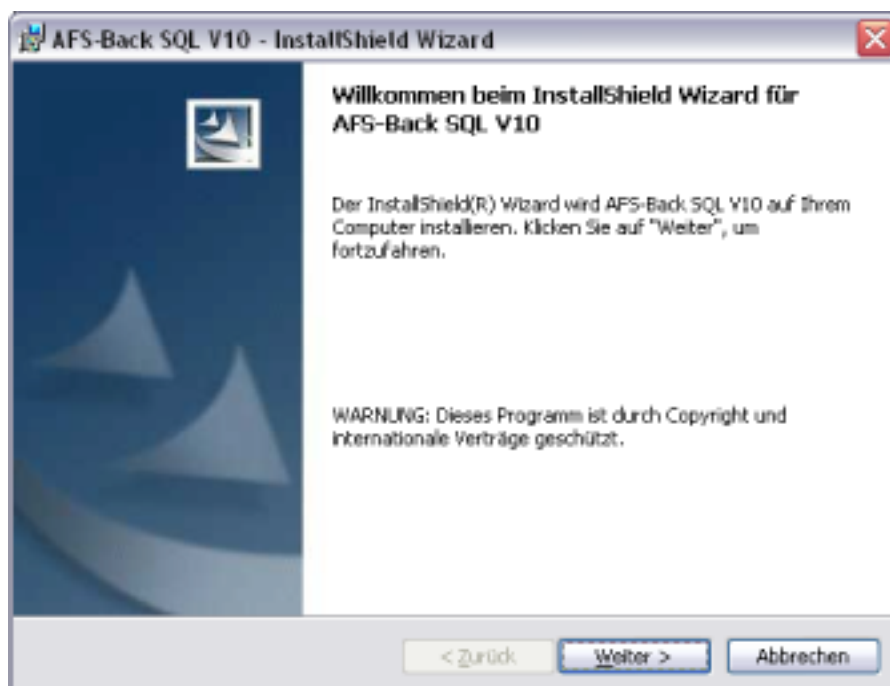 AFS-Back SQL V10 - InstallShield Wizard
Willkommen beim InstallShield Wizard für
AFS-Back SQL V10
Der InstallShield(R) Wizard wird AFS-Back SQL V10 auf Ihrem
Computer installieren. Klicken Sie auf "Weiter", um
fortzufahren.
WARNUNG: Dieses Programm ist durch Copyright und
internationale Verträge geschützt.
< Zurück
Weiter >
Abbrechen